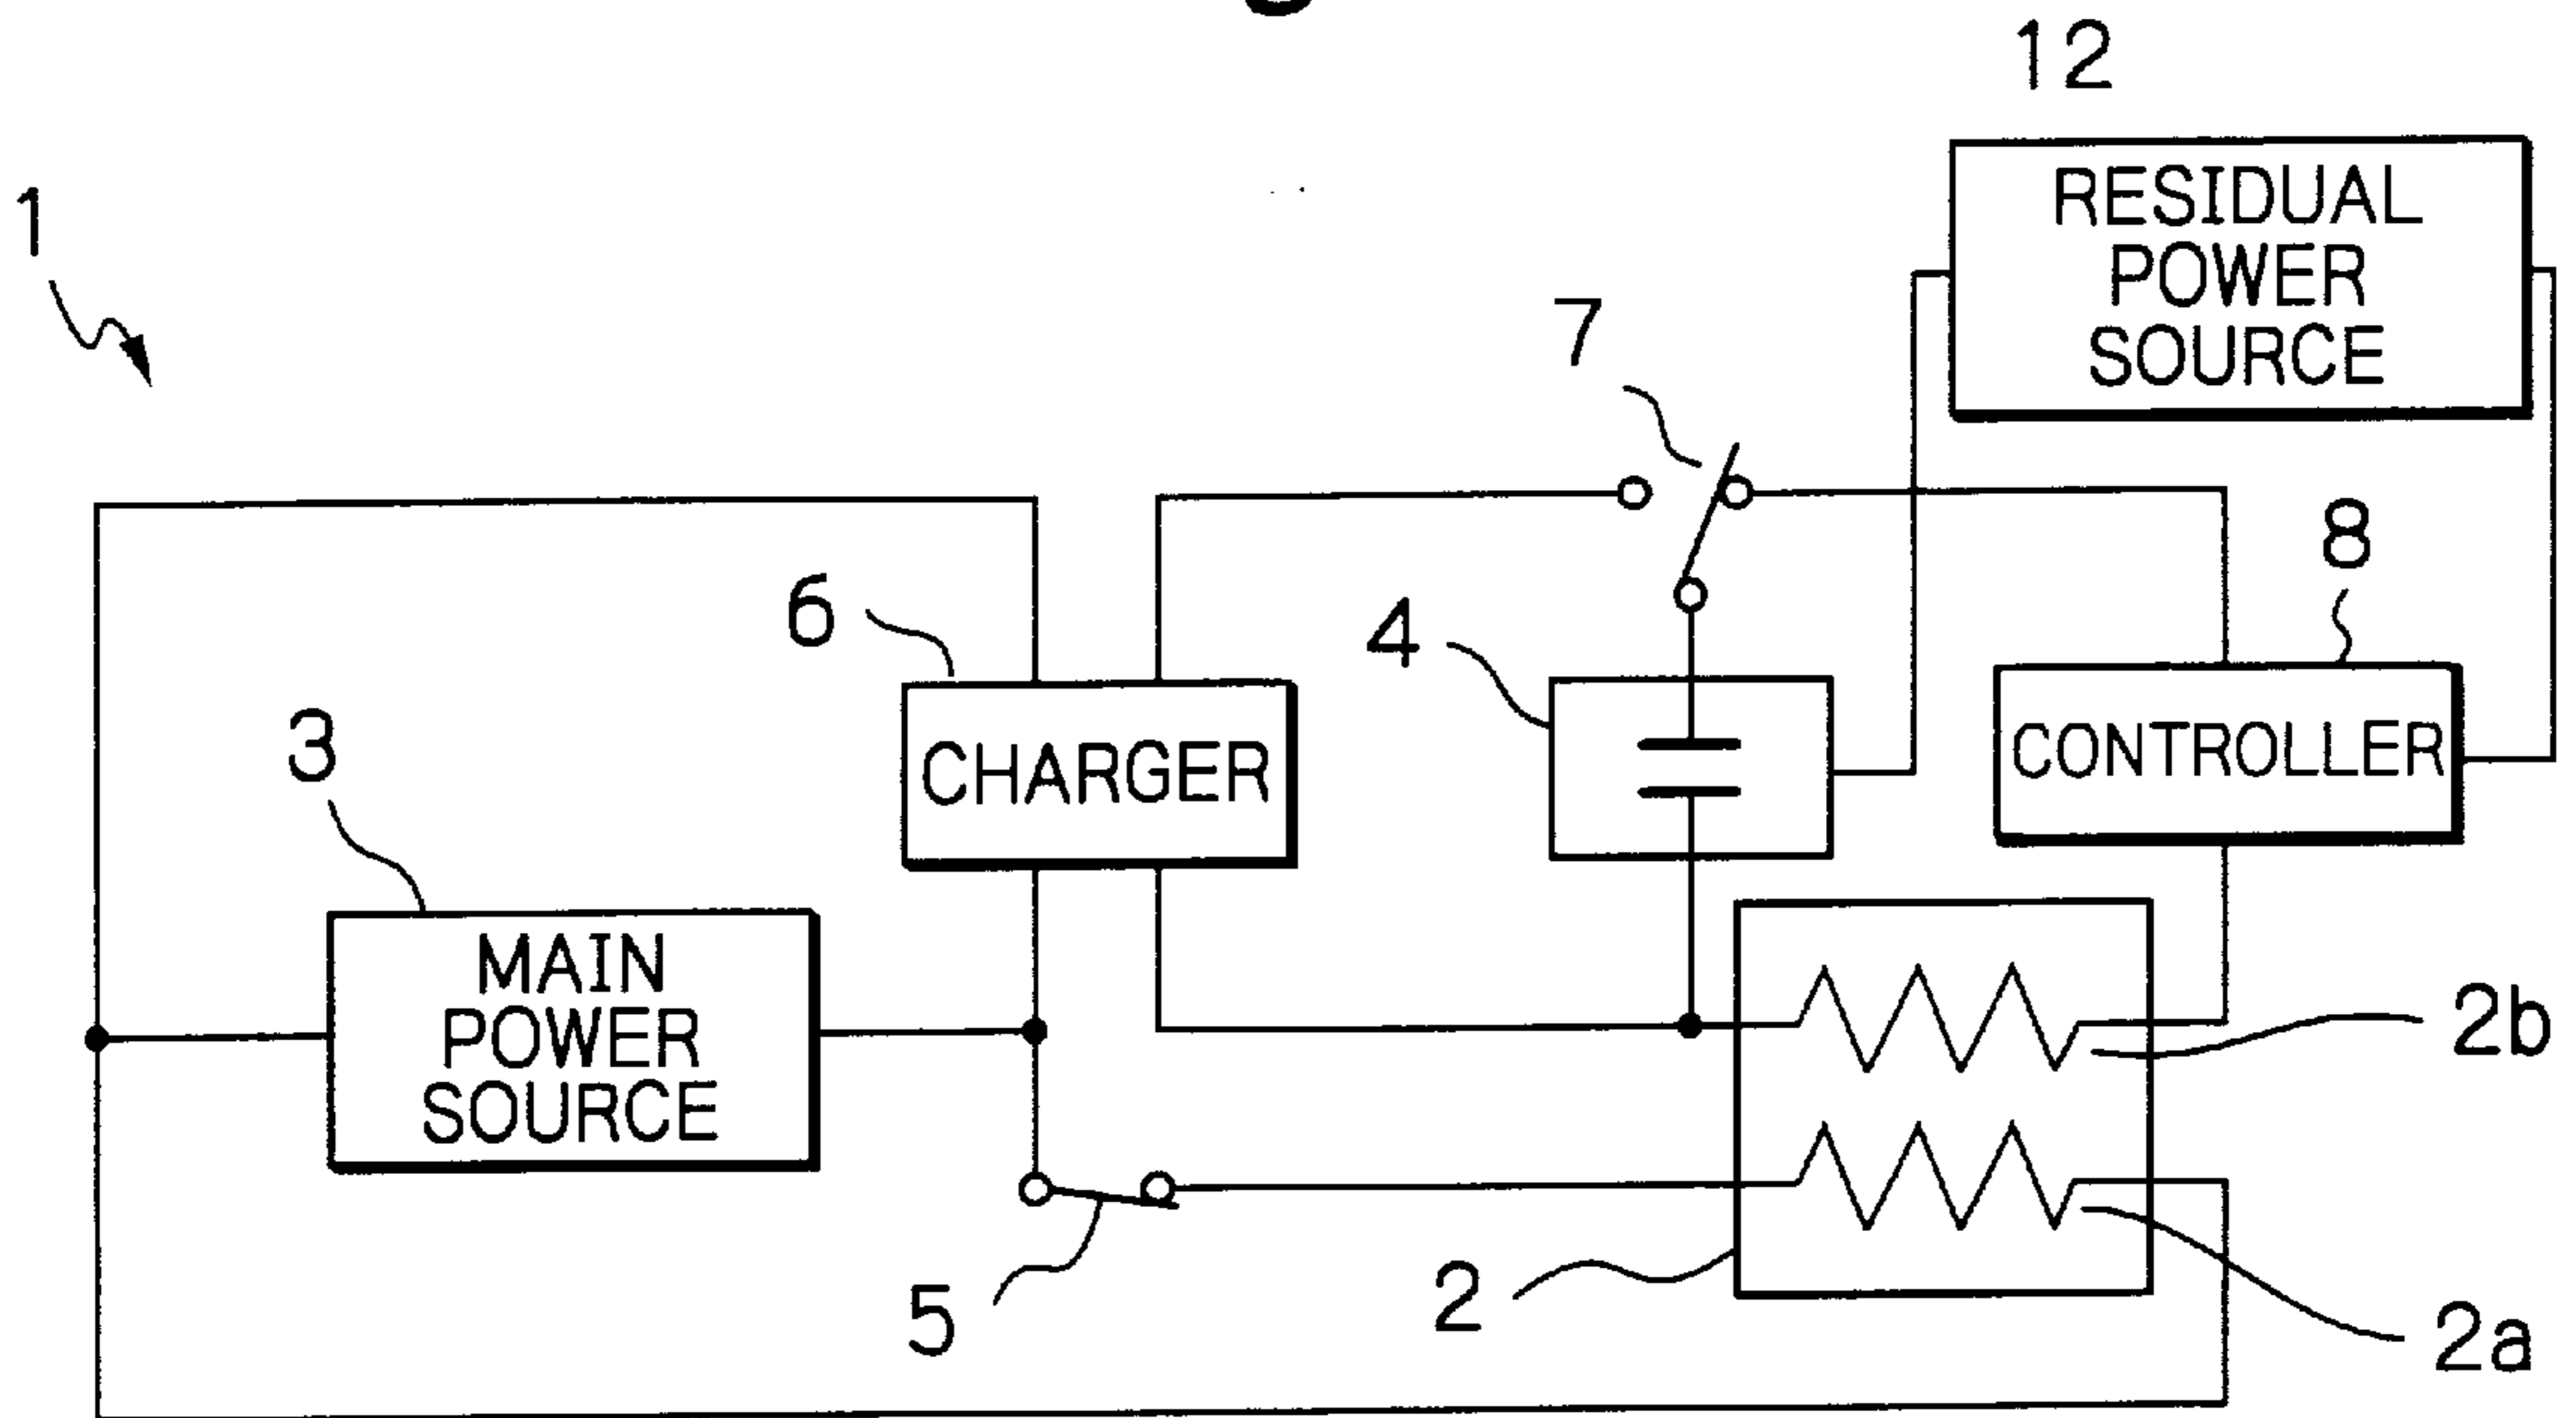 12
RESIDUAL
POWER
SOURCE
1
7
8
6
4
CHARGER
CONTROLLER
3
MAIN
POWER
SOURCE
2b
5
2
2a